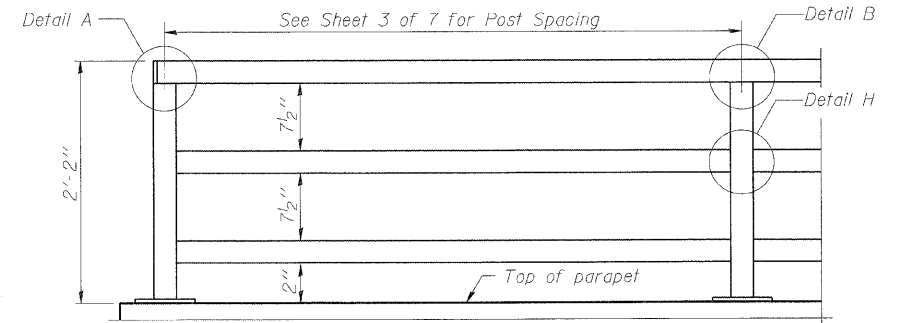 Detail A
See Sheet 3 of 7 for Post Spacing
Detail B
Detail H
7½"
2'-2"
7½"
2"
Top of parapet